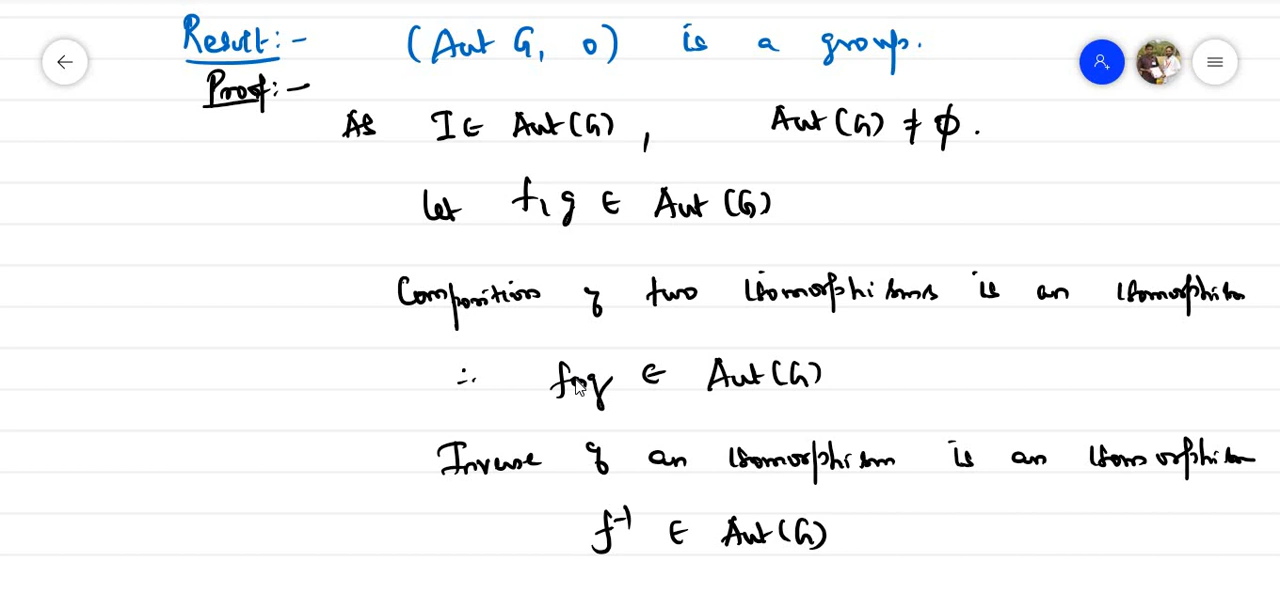 Result:- (Aut G, o) is a group.
Proof:-
As I ∈ Aut(G), Aut(G) ≠ φ.
let f, g ∈ Aut(G)
Composition of two isomorphisms is an isomorphism
∴ fog ∈ Aut(G)
Inverse of an isomorphism is an isomorphism
f⁻¹ ∈ Aut(G)